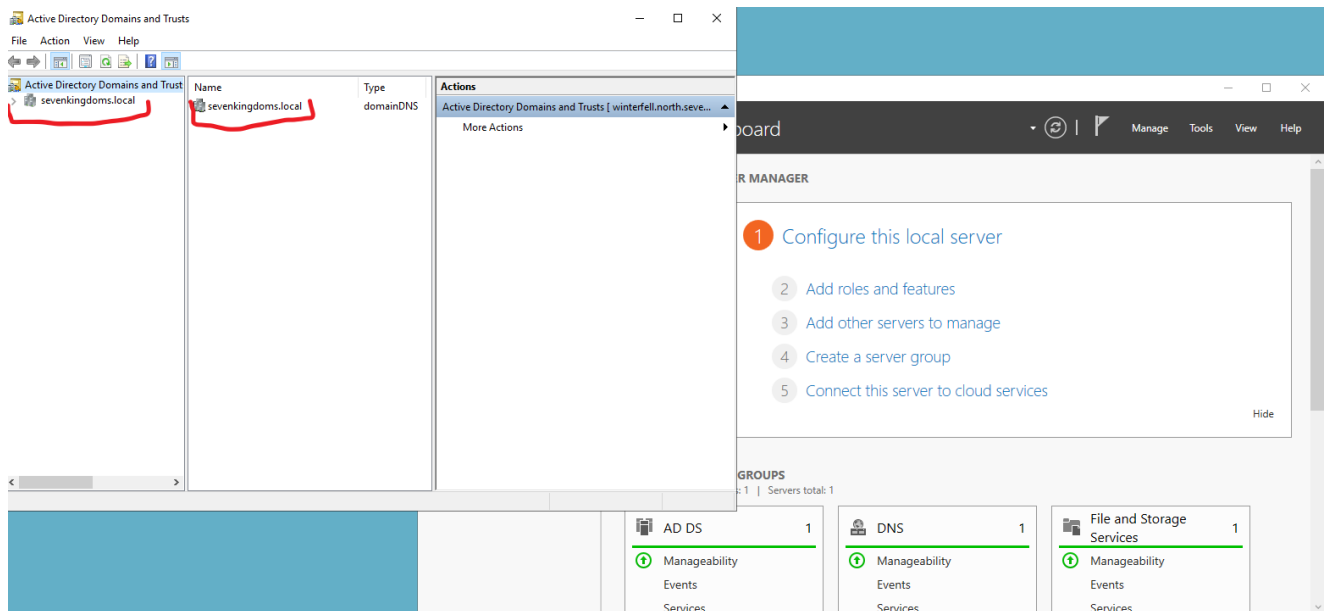 Active Directory Domains and Trusts
File Action View Help
Active Directory Domains and Trust
sevenkingdoms.local
Name Type
sevenkingdoms.local domainDNS
Actions
Active Directory Domains and Trusts [ winterfell.north.seve...
More Actions
board
Manage Tools View Help
R MANAGER
1 Configure this local server
2 Add roles and features
3 Add other servers to manage
4 Create a server group
5 Connect this server to cloud services
Hide
GROUPS
: 1 | Servers total: 1
AD DS 1
Manageability
Events
Services
DNS 1
Manageability
Events
Services
File and Storage
Services 1
Manageability
Events
Services